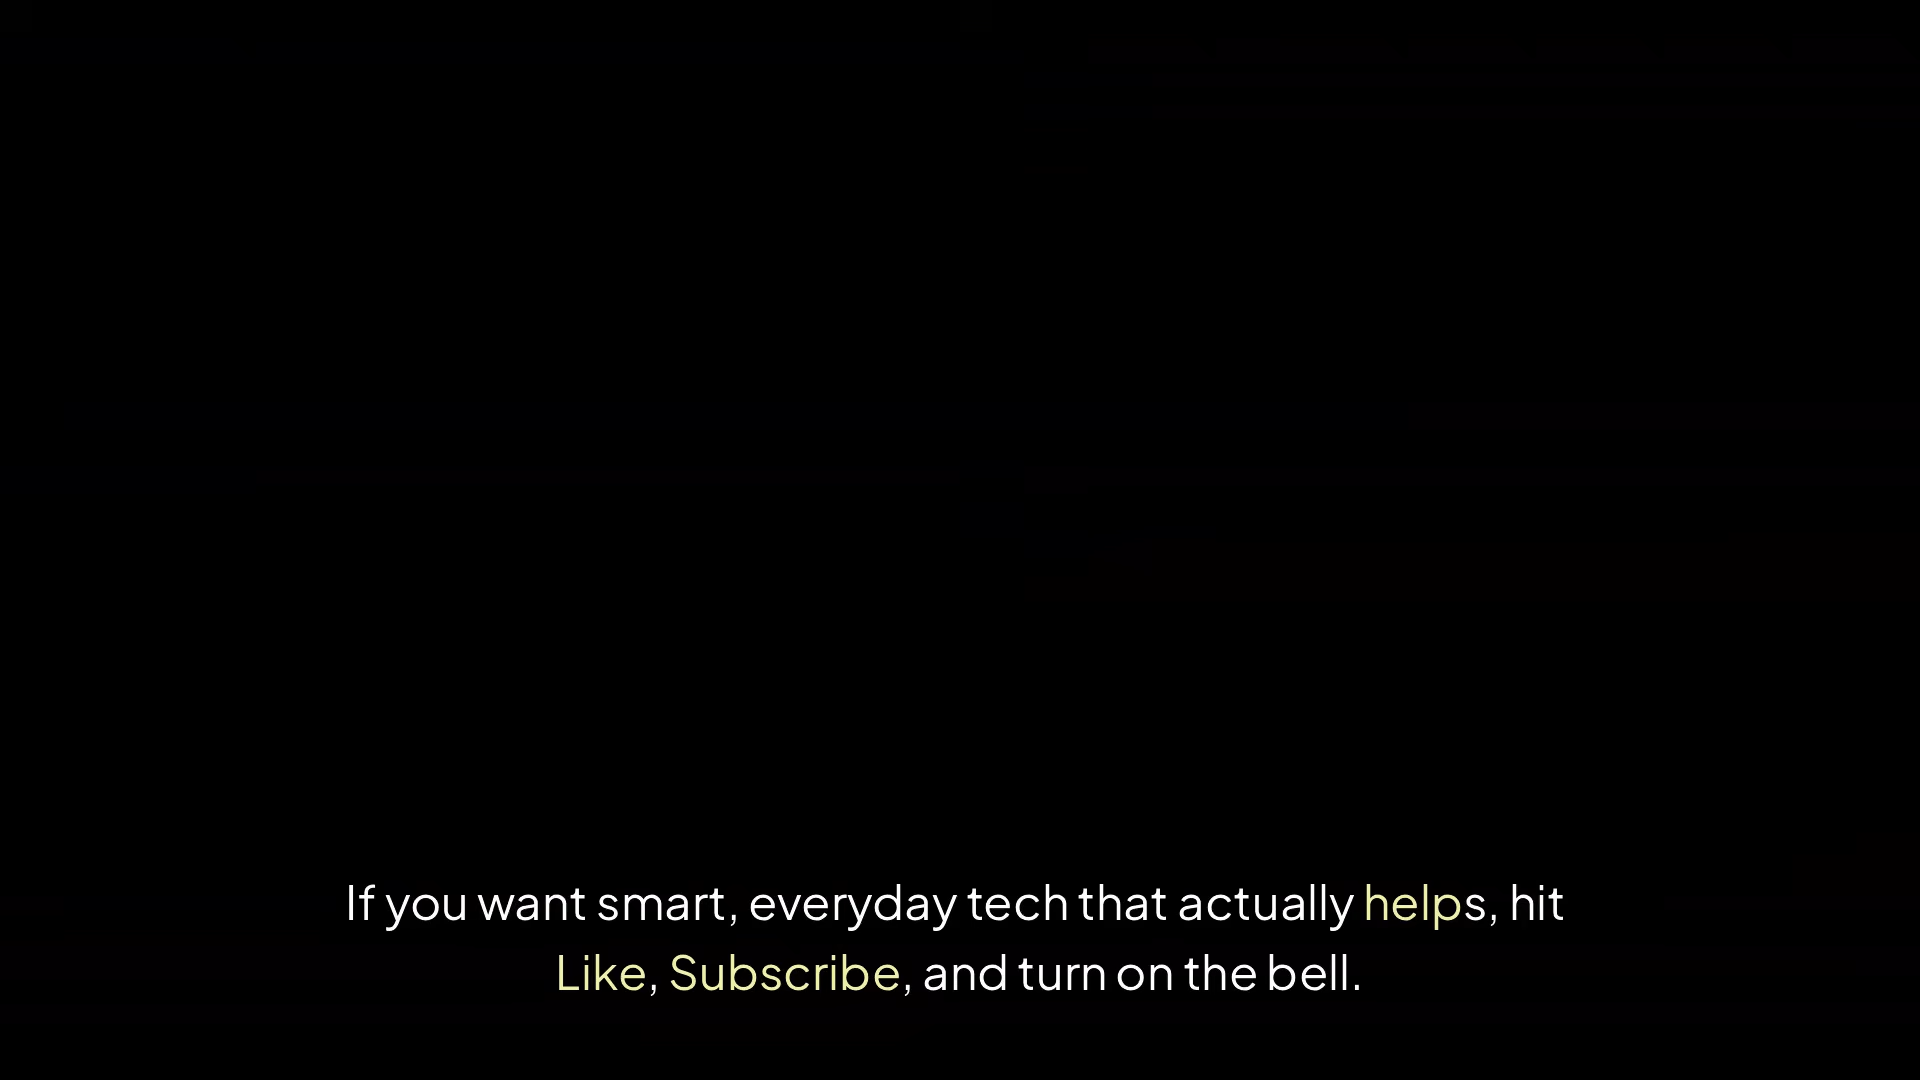 If you want smart, everyday tech that actually helps, hit
Like, Subscribe, and turn on the bell.